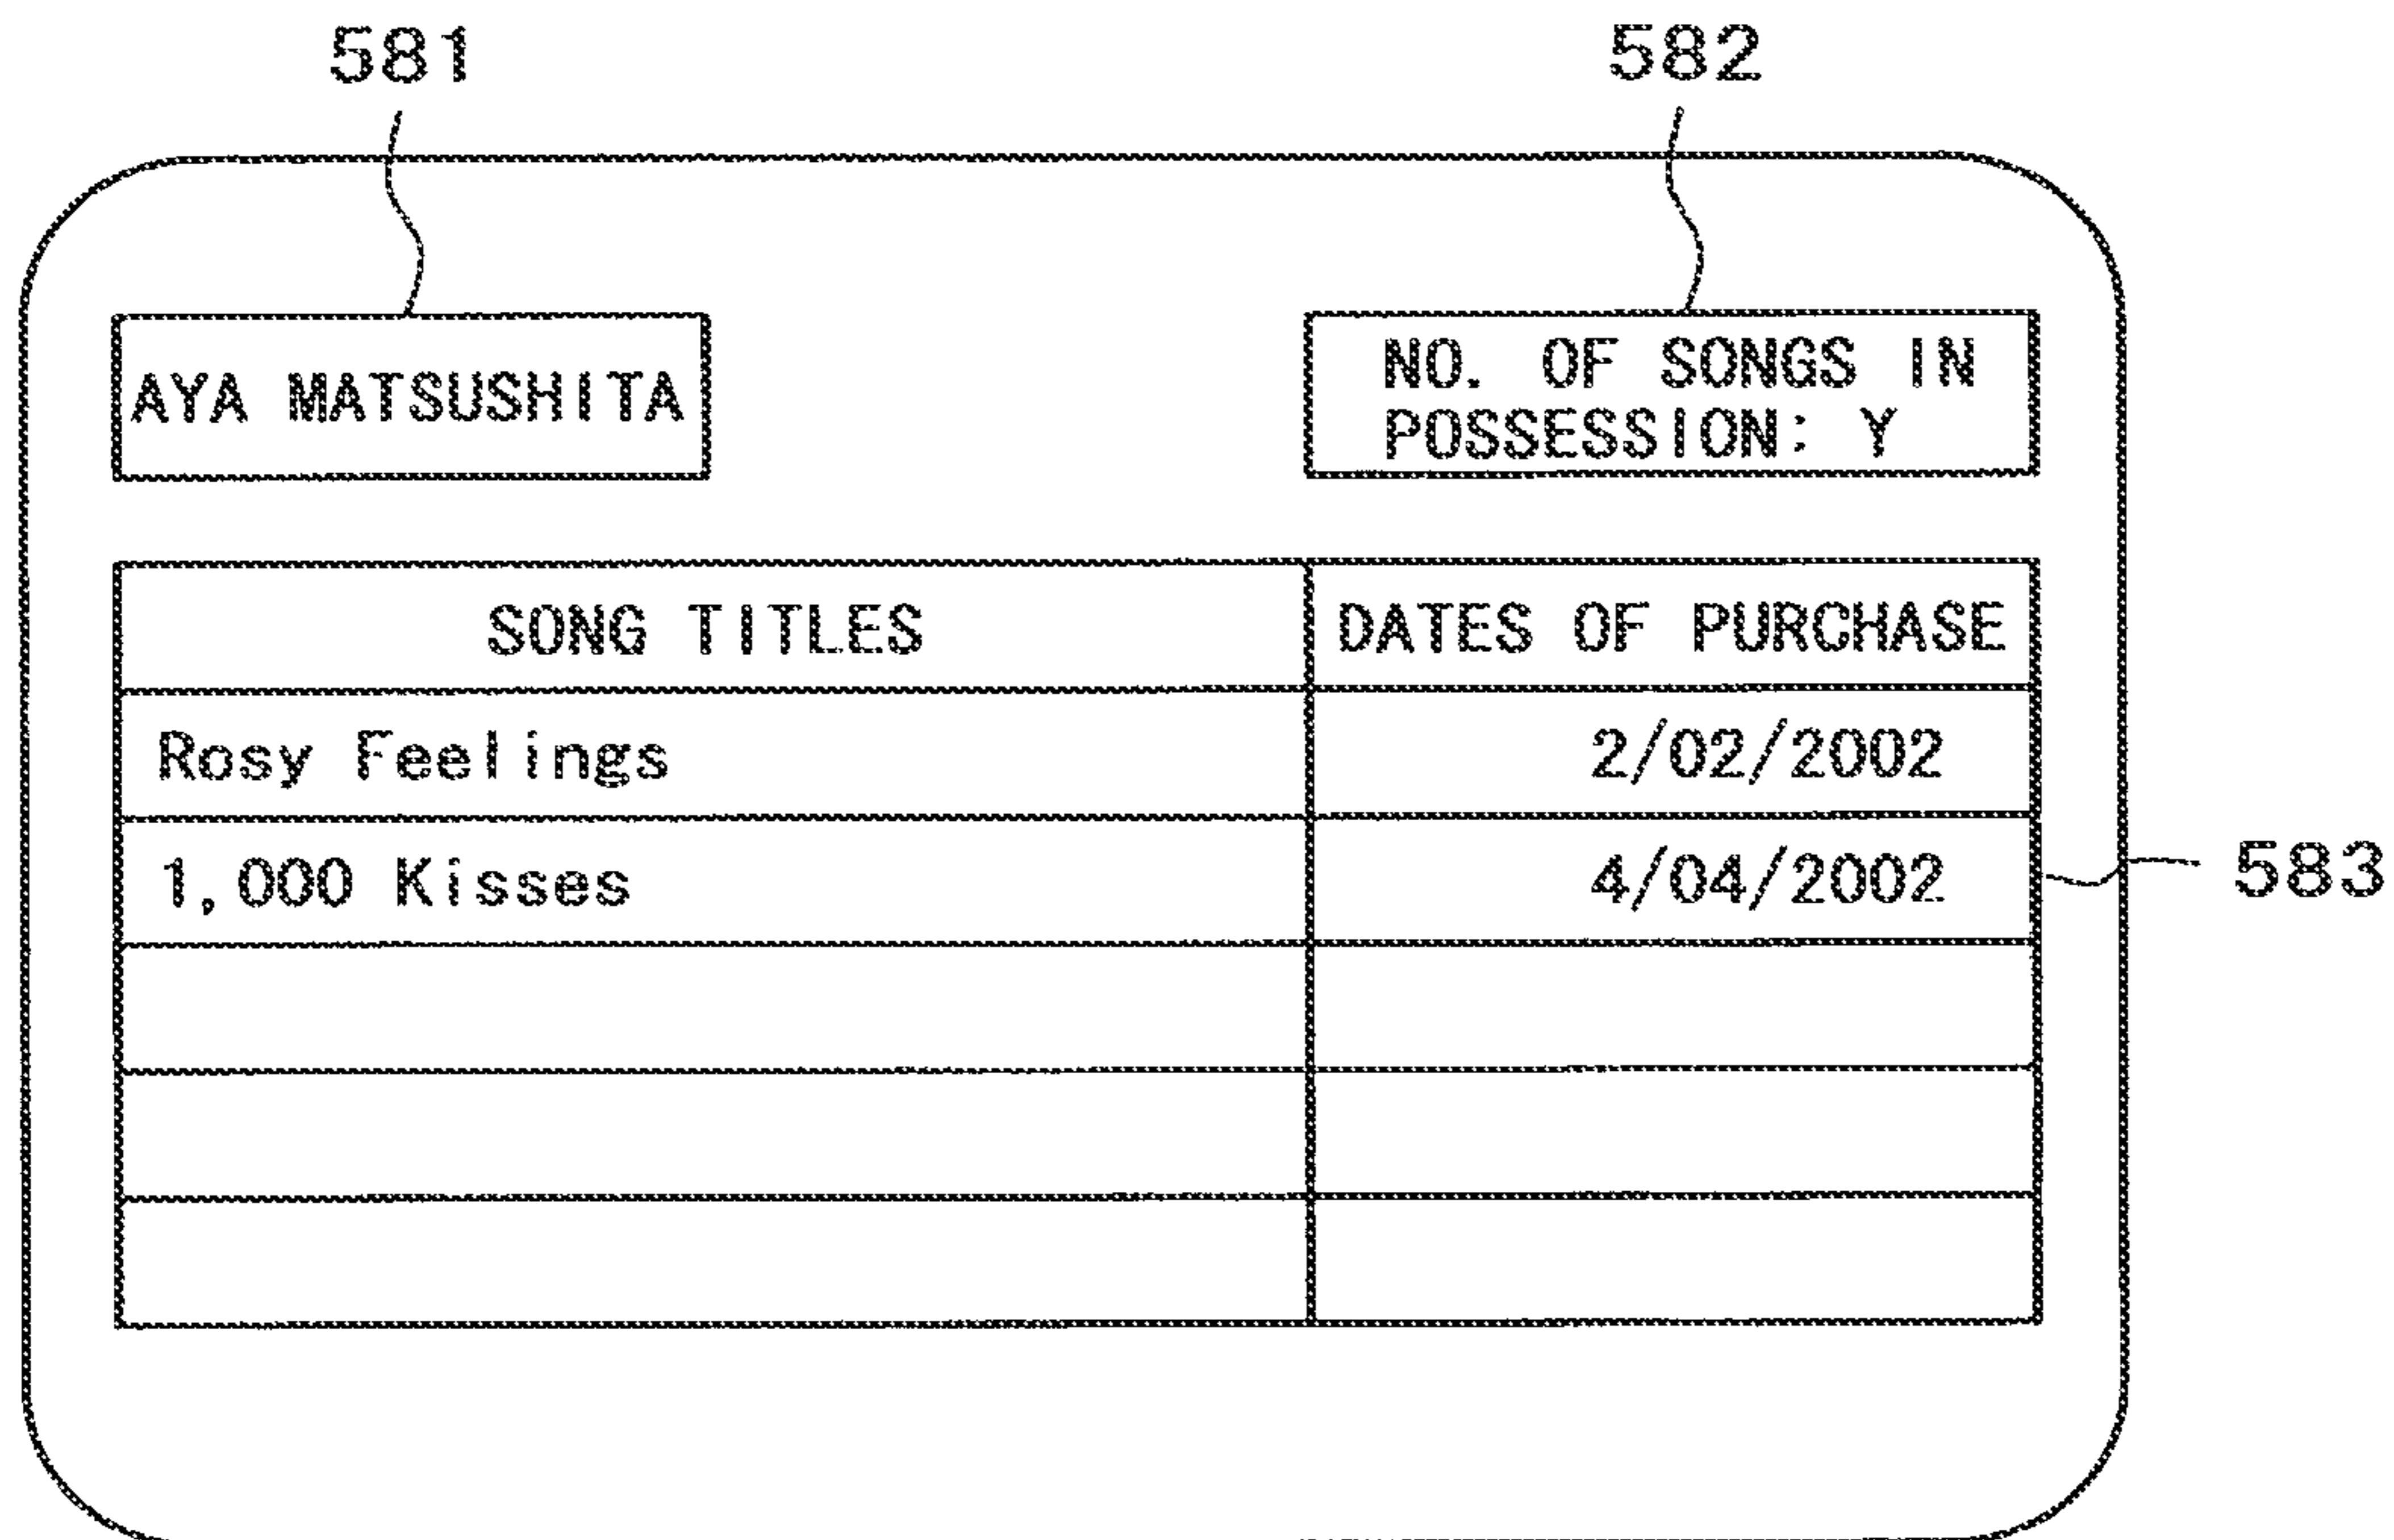 581
582
AYA MATSUSHITA
NO. OF SONGS IN
POSSESSION: Y
SONG TITLES
DATES OF PURCHASE
Rosy Feelings
2/02/2002
1,000 Kisses
4/04/2002
583